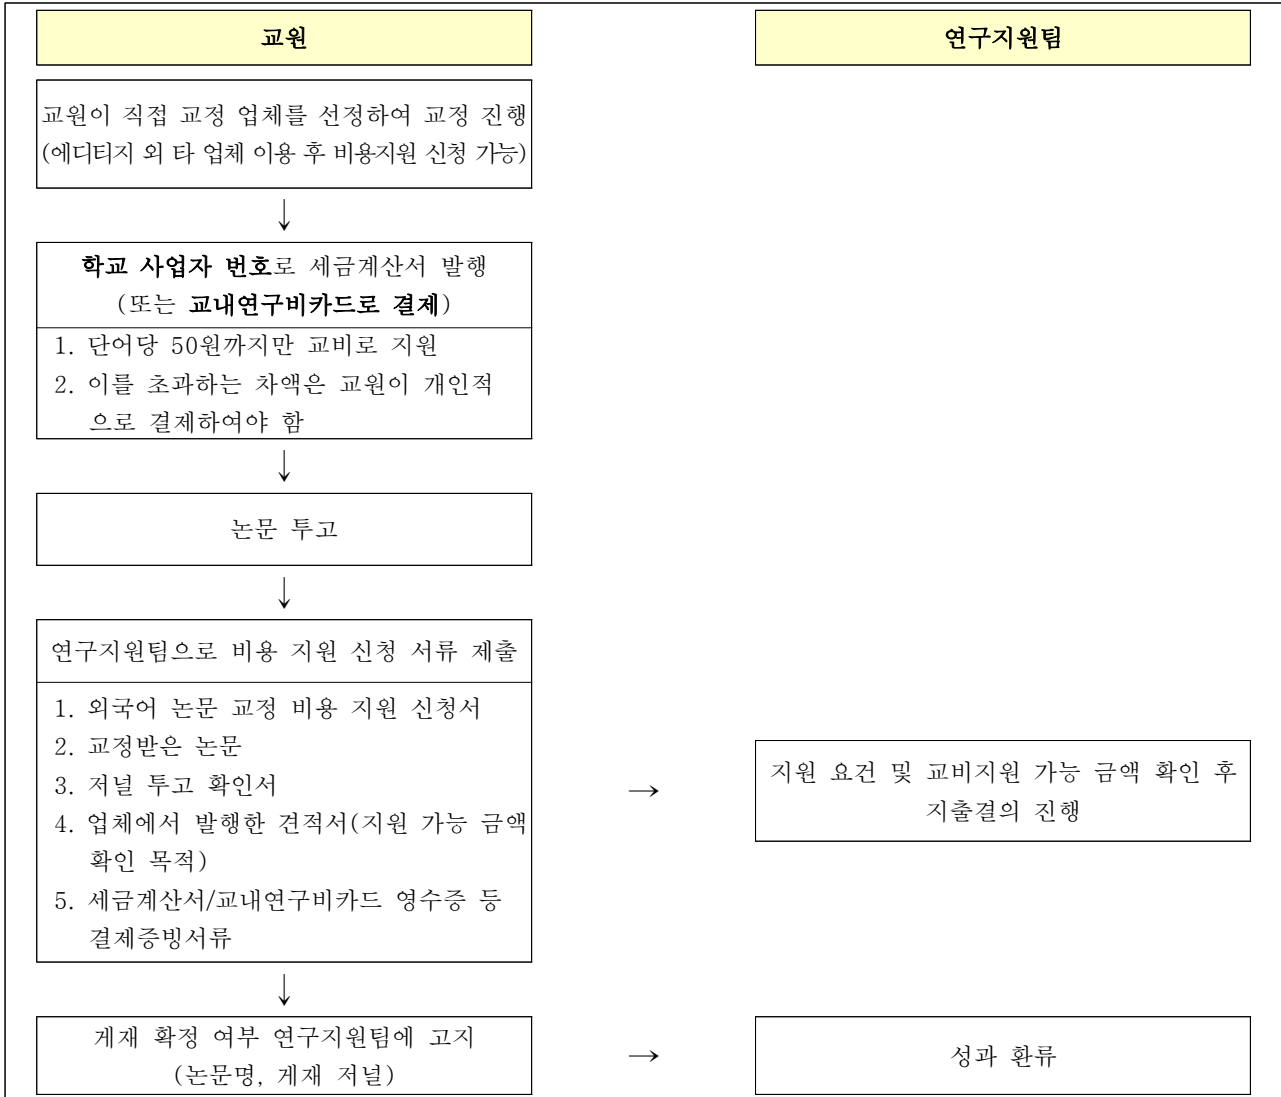 교원
연구지원팀
교원이 직접 교정 업체를 선정하여 교정 진행
(에디티지 외 타 업체 이용 후 비용지원 신청 가능)
↓
학교 사업자 번호로 세금계산서 발행
(또는 교내연구비카드로 결제)
1. 단어당 50원까지만 교비로 지원
2. 이를 초과하는 차액은 교원이 개인적
으로 결제하여야 함
↓
논문 투고
↓
연구지원팀으로 비용 지원 신청 서류 제출
1. 외국어 논문 교정 비용 지원 신청서
2. 교정받은 논문
3. 저널 투고 확인서
4. 업체에서 발행한 견적서(지원 가능 금액
확인 목적)
5. 세금계산서/교내연구비카드 영수증 등
결제증빙서류
→
지원 요건 및 교비지원 가능 금액 확인 후
지출결의 진행
↓
게재 확정 여부 연구지원팀에 고지
(논문명, 게재 저널)
→
성과 환류